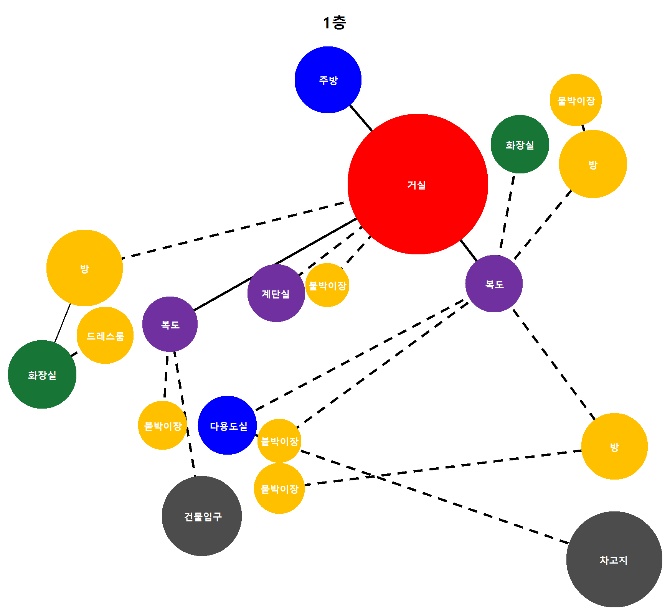 1층
주방
붙박이장
화장실
방
거실
방
계단실
붙박이장
복도
복도
드레스룸
화장실
붙박이장
다용도실
붙박이장
방
붙박이장
건물입구
차고지